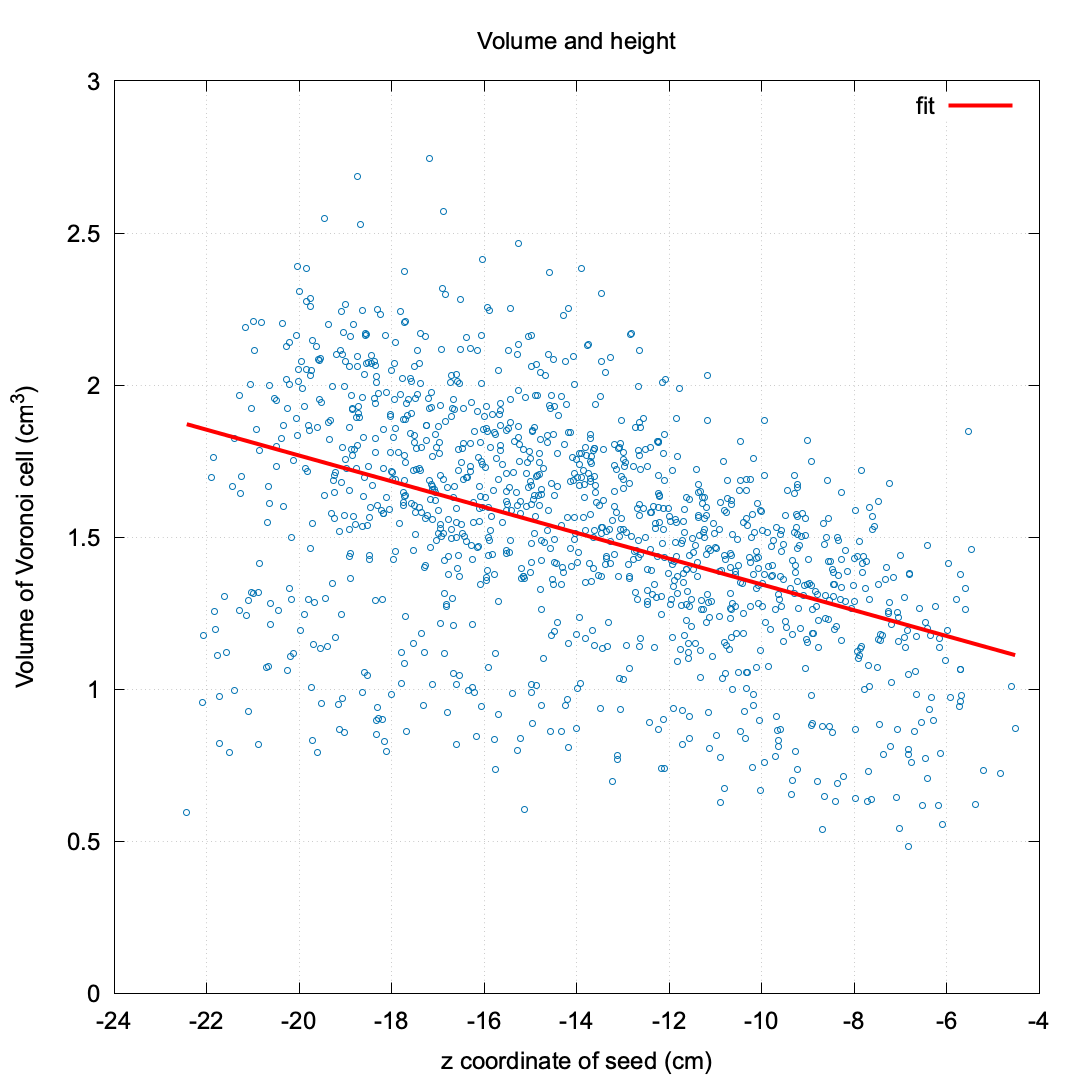 Volume and height
fit
3
2.5
2
1.5
1
0.5
0
-24 -22 -20 -18 -16 -14 -12 -10 -8 -6 -4
z coordinate of seed (cm)
Volume of Voronoi cell (cm³)